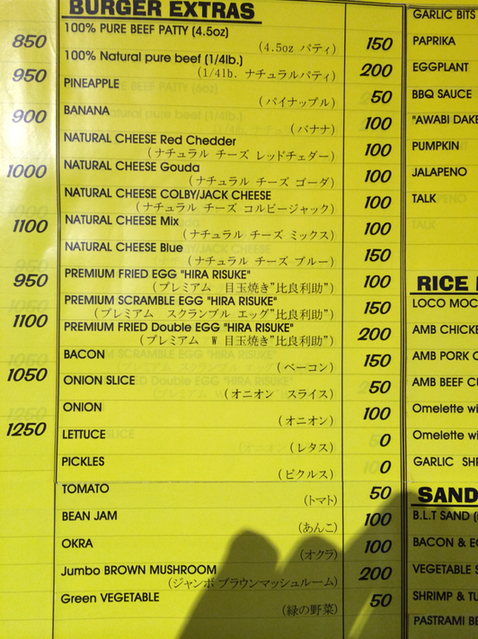 BURGER EXTRAS
850
100% PURE BEEF PATTY (4.5oz)
(4.5oz パティ) 150
950
100% Natural pure beef (1/4lb.)
(1/4lb. ナチュラルパティ) 200
PINEAPPLE
(パイナップル) 50
900
BANANA
(バナナ) 100
NATURAL CHEESE Red Chedder
(ナチュラル チーズ レッドチェダー) 100
1000
NATURAL CHEESE Gouda
(ナチュラル チーズ ゴーダ) 100
NATURAL CHEESE COLBY/JACK CHEESE
(ナチュラル チーズ コルビージャック) 100
1100
NATURAL CHEESE Mix
(ナチュラル チーズ ミックス) 100
NATURAL CHEESE Blue
(ナチュラル チーズ ブルー) 150
950
PREMIUM FRIED EGG "HIRA RISUKE"
(プレミアム 目玉焼き"比良利助") 100
PREMIUM SCRAMBLE EGG "HIRA RISUKE"
(プレミアム スクランブル エッグ"比良利助") 150
1100
PREMIUM FRIED Double EGG "HIRA RISUKE"
(プレミアム W 目玉焼き"比良利助") 200
BACON
(ベーコン) 150
1050
ONION SLICE
(オニオン スライス) 50
ONION
(オニオン) 100
1250
LETTUCE
(レタス) 50
PICKLES
(ピクルス) 10
TOMATO
(トマト) 50
BEAN JAM
(あんこ) 100
OKRA
(オクラ) 100
Jumbo BROWN MUSHROOM
(ジャンボ ブラウンマッシュルーム) 200
Green VEGETABLE
(緑の野菜) 50
GARLIC BITS
PAPRIKA
EGGPLANT
BBQ SAUCE
"AWABI DAKE
PUMPKIN
JALAPENO
TALK
RICE
LOCO MOC
AMB CHICKE
AMB PORK
AMB BEEF CU
Omelette wi
Omelette wi
GARLIC SHR
SAND
B.L.T SAND
BACON & EG
VEGETABLE S
SHRIMP & TU
PASTRAMI BE